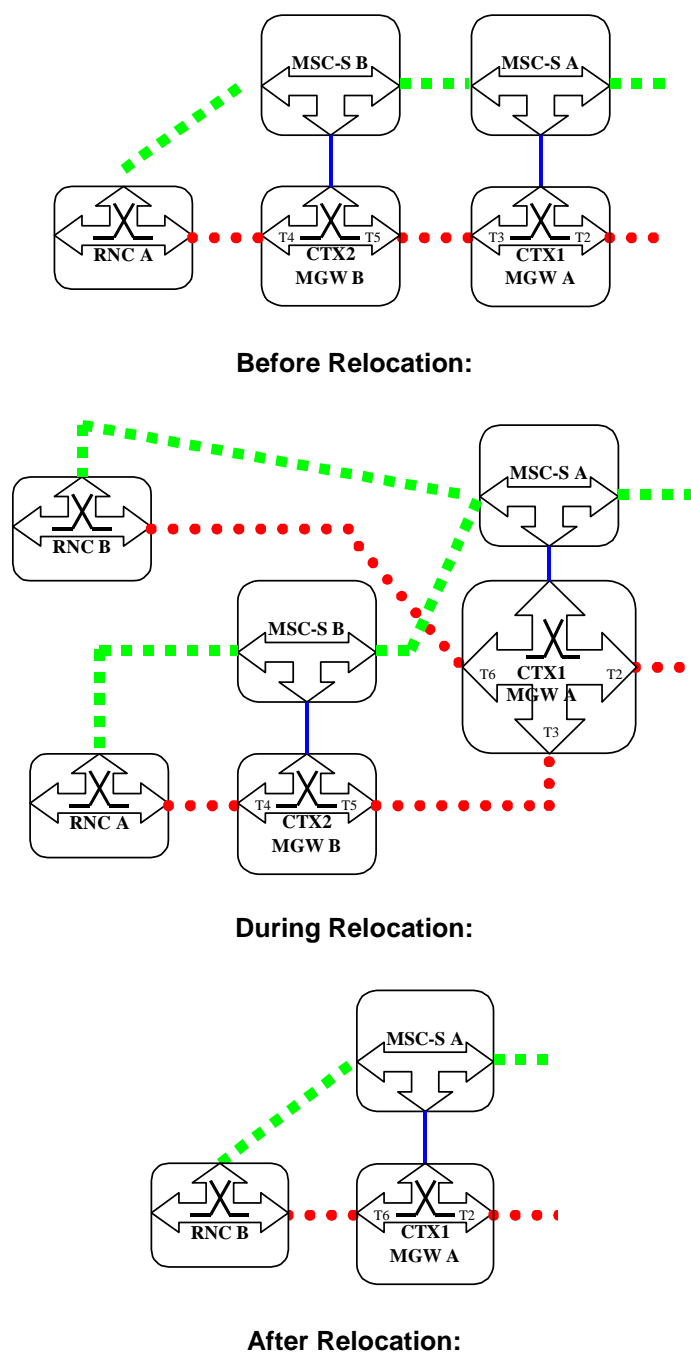 MSC-S B
MSC-S A
RNC A
T4
CTX2
T5
MGW B
T3
CTX1
T2
MGW A
Before Relocation:
MSC-S A
RNC B
MSC-S B
T6
CTX1
T2
MGW A
T3
RNC A
T4
CTX2
T5
MGW B
During Relocation:
MSC-S A
RNC B
T6
CTX1
T2
MGW A
After Relocation: